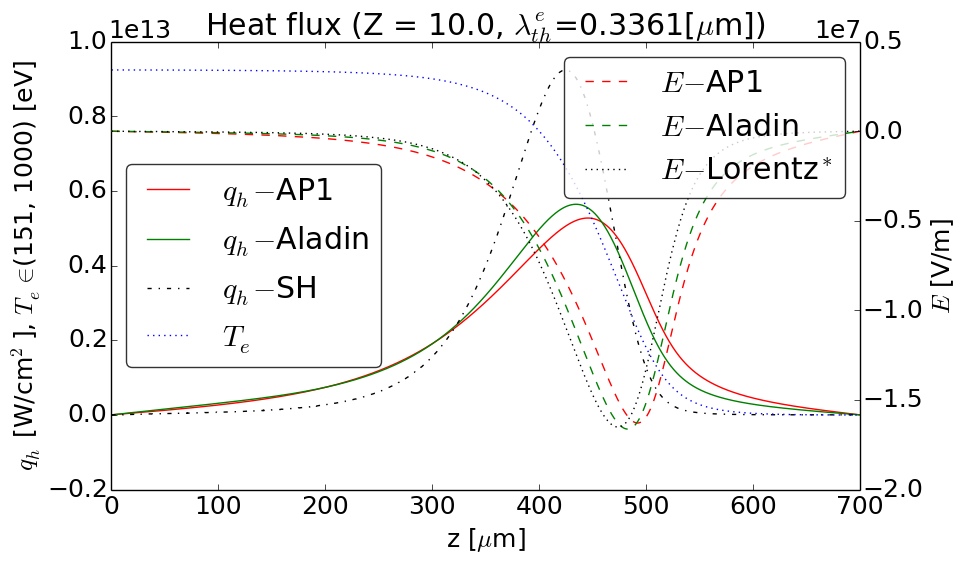 Heat flux (Z = 10.0, λ_th^e=0.3361[μm])
1e13
1e7
q_h [W/cm² ], T_e ∈(151, 1000) [eV]
1.0
0.8
0.6
0.4
0.2
0.0
−0.2
q_h −AP1
q_h −Aladin
q_h −SH
T_e
E−AP1
E−Aladin
E−Lorentz*
0.5
0.0
−0.5
−1.0
−1.5
−2.0
E [V/m]
0 100 200 300 400 500 600 700
z [μm]